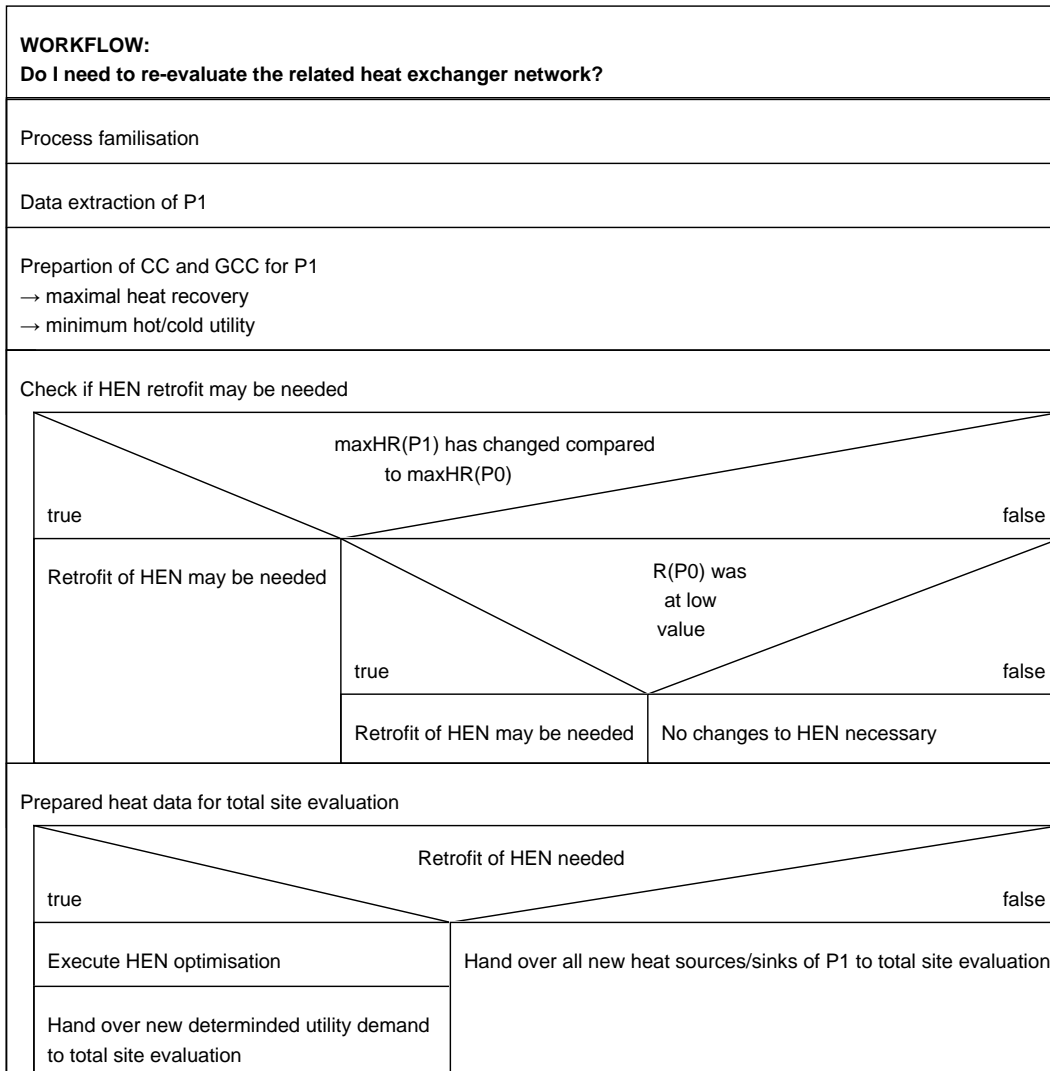 WORKFLOW:
Do I need to re-evaluate the related heat exchanger network?
Process familisation
Data extraction of P1
Prepartion of CC and GCC for P1
→ maximal heat recovery
→ minimum hot/cold utility
Check if HEN retrofit may be needed
maxHR(P1) has changed compared
to maxHR(P0)
true
false
Retrofit of HEN may be needed
R(P0) was
at low
value
true
false
Retrofit of HEN may be needed
No changes to HEN necessary
Prepared heat data for total site evaluation
Retrofit of HEN needed
true
false
Execute HEN optimisation
Hand over all new heat sources/sinks of P1 to total site evaluation
Hand over new determinded utility demand
to total site evaluation